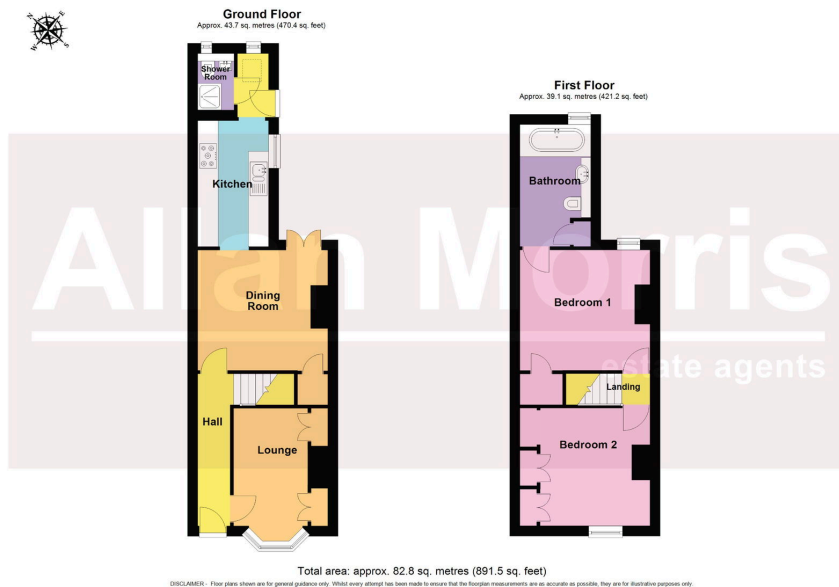 N
E
S
W
Ground Floor
Approx. 43.7 sq. metres (470.4 sq. feet)
Shower
Room
Kitchen
Dining
Room
Hall
Lounge
First Floor
Approx. 39.1 sq. metres (421.2 sq. feet)
Bathroom
Bedroom 1
Landing
Bedroom 2
Allan Morris
estate agents
Total area: approx. 82.8 sq. metres (891.5 sq. feet)
DISCLAIMER - Floor plans shown are for general guidance only. Whilst every attempt has been made to ensure that the floorplan measurements are as accurate as possible, they are for illustrative purposes only.